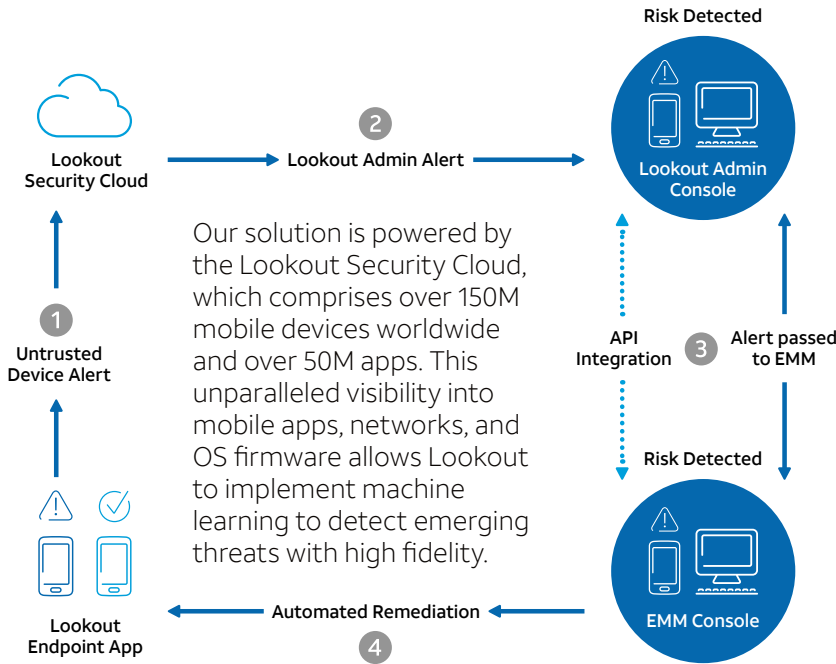 Risk Detected
2
Lookout
Security Cloud
Lookout Admin Alert
Lookout Admin
Console
Our solution is powered by
the Lookout Security Cloud,
which comprises over 150M
mobile devices worldwide
and over 50M apps. This
unparalleled visibility into
mobile apps, networks, and
OS firmware allows Lookout
to implement machine
learning to detect emerging
threats with high fidelity.
1
Untrusted
Device Alert
API
Integration
3
Alert passed
to EMM
Risk Detected
EMM Console
Automated Remediation
4
Lookout
Endpoint App